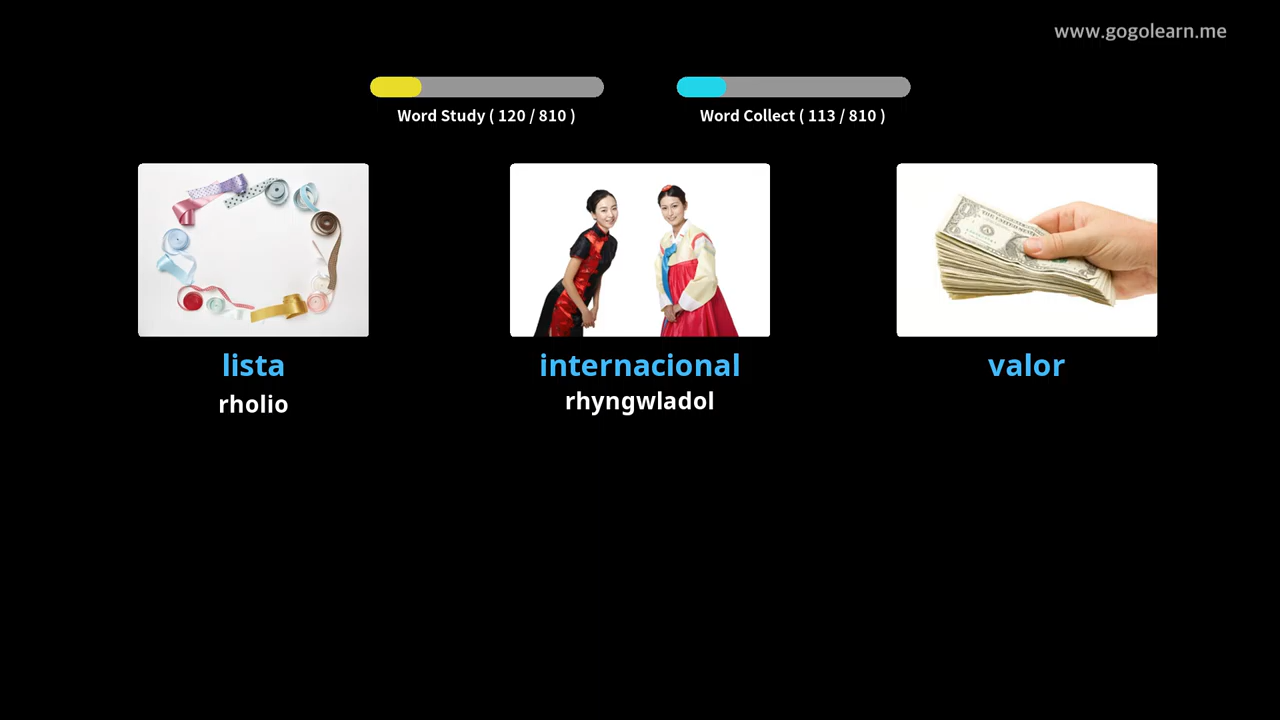 www.gogolearn.me
Word Study ( 120 / 810 )
Word Collect ( 113 / 810 )
lista
rholio
internacional
rhyngwladol
valor